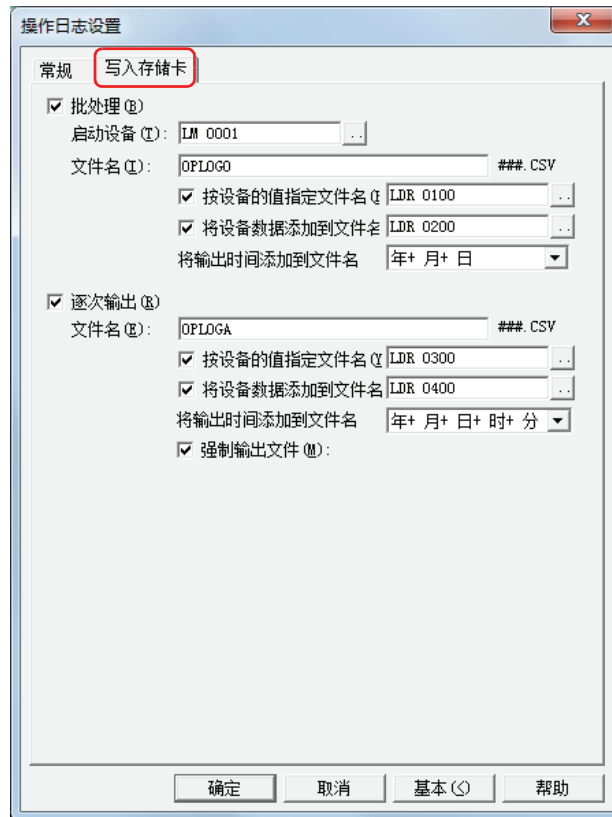 操作日志设置
常规 写入存储卡
批处理(B)
启动设备(T): LM 0001 ..
文件名(I): OPLOG0 ###.CSV
按设备的值指定文件名( LDR 0100 ..
将设备数据添加到文件名 LDR 0200 ..
将输出时间添加到文件名 年+ 月+ 日
逐次输出(R)
文件名(E): OPLOGA ###.CSV
按设备的值指定文件名( LDR 0300 ..
将设备数据添加到文件名 LDR 0400 ..
将输出时间添加到文件名 年+ 月+ 日+ 时+ 分
强制输出文件(M):
确定 取消 基本(<) 帮助